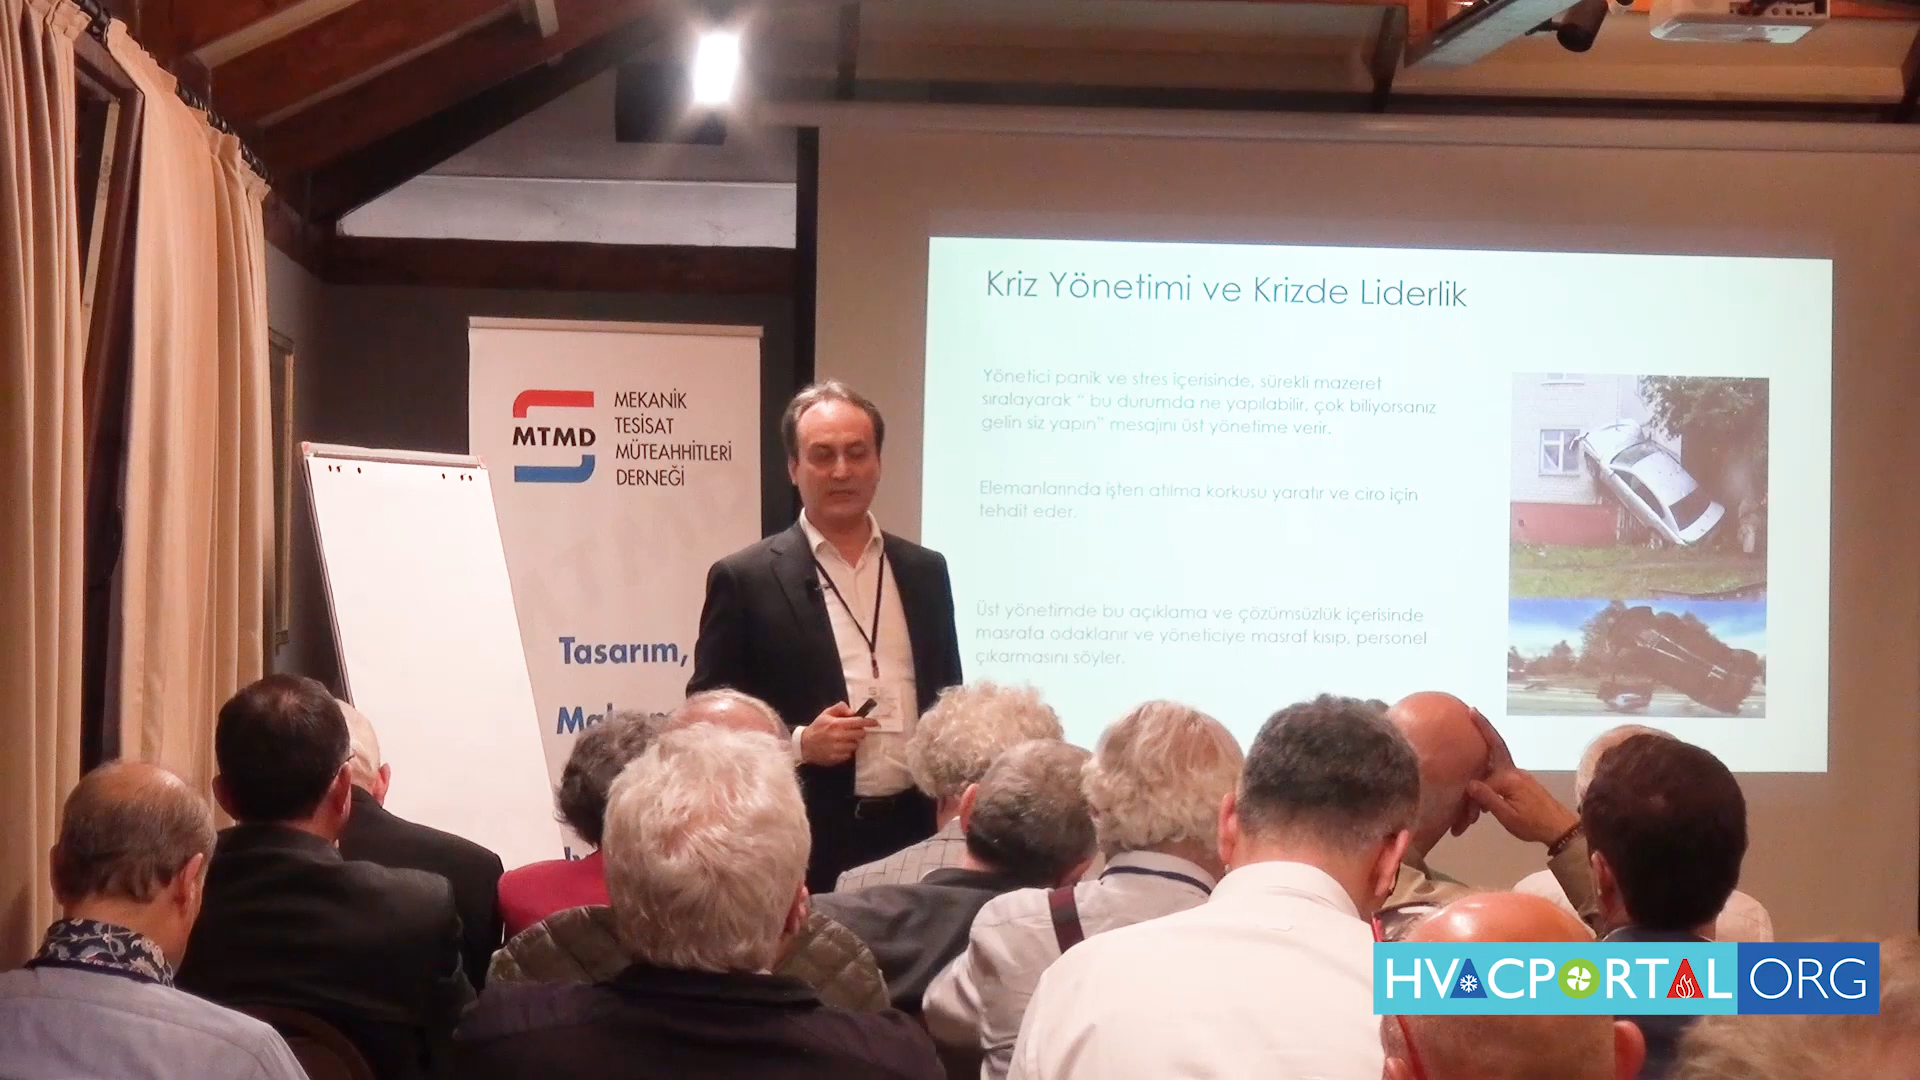 Kriz Yönetimi ve Krizde Liderlik
Yönetici panik ve stres içerisinde, sürekli mazeret
sıralayarak “ bu durumda ne yapılabilir, çok biliyorsanız
gelin siz yapın” mesajını üst yönetime verir.
Elemanlarında işten atılma korkusu yaratır ve ciro için
tehdit eder.
Üst yönetimde bu açıklama ve çözümsüzlük içerisinde
masrafa odaklanır ve yöneticiye masraf kısıp, personel
çıkarmasını söyler.
MTMD
MEKANİK
TESİSAT
MÜTEAHHİTLERİ
DERNEĞİ
Tasarım,
HVACPORTAL ORG